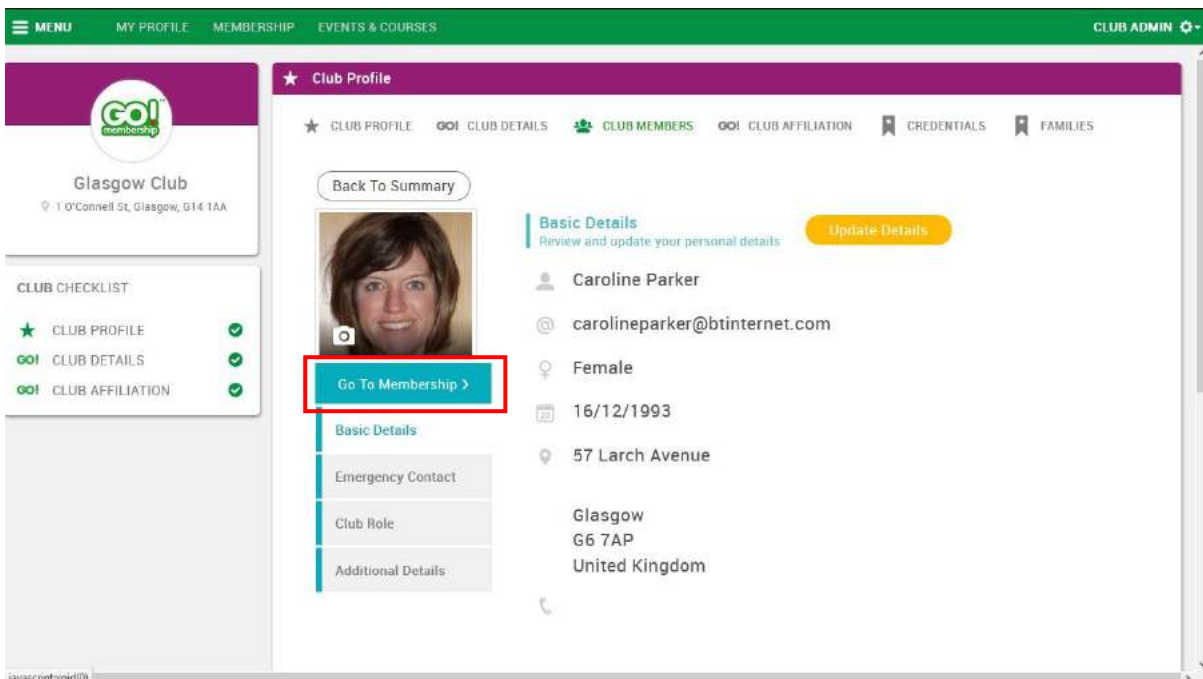 MENU MY PROFILE MEMBERSHIP EVENTS & COURSES CLUB ADMIN
GO!
membership
Glasgow Club
1 O'Connell St, Glasgow, G14 1AA
CLUB CHECKLIST
CLUB PROFILE
GO! CLUB DETAILS
GO! CLUB AFFILIATION
Club Profile
CLUB PROFILE GO! CLUB DETAILS CLUB MEMBERS GO! CLUB AFFILIATION CREDENTIALS FAMILIES
Back To Summary
Go To Membership >
Basic Details
Emergency Contact
Club Role
Additional Details
Basic Details
Review and update your personal details
Update Details
Caroline Parker
carolineparker@btinternet.com
Female
16/12/1993
57 Larch Avenue
Glasgow
G6 7AP
United Kingdom